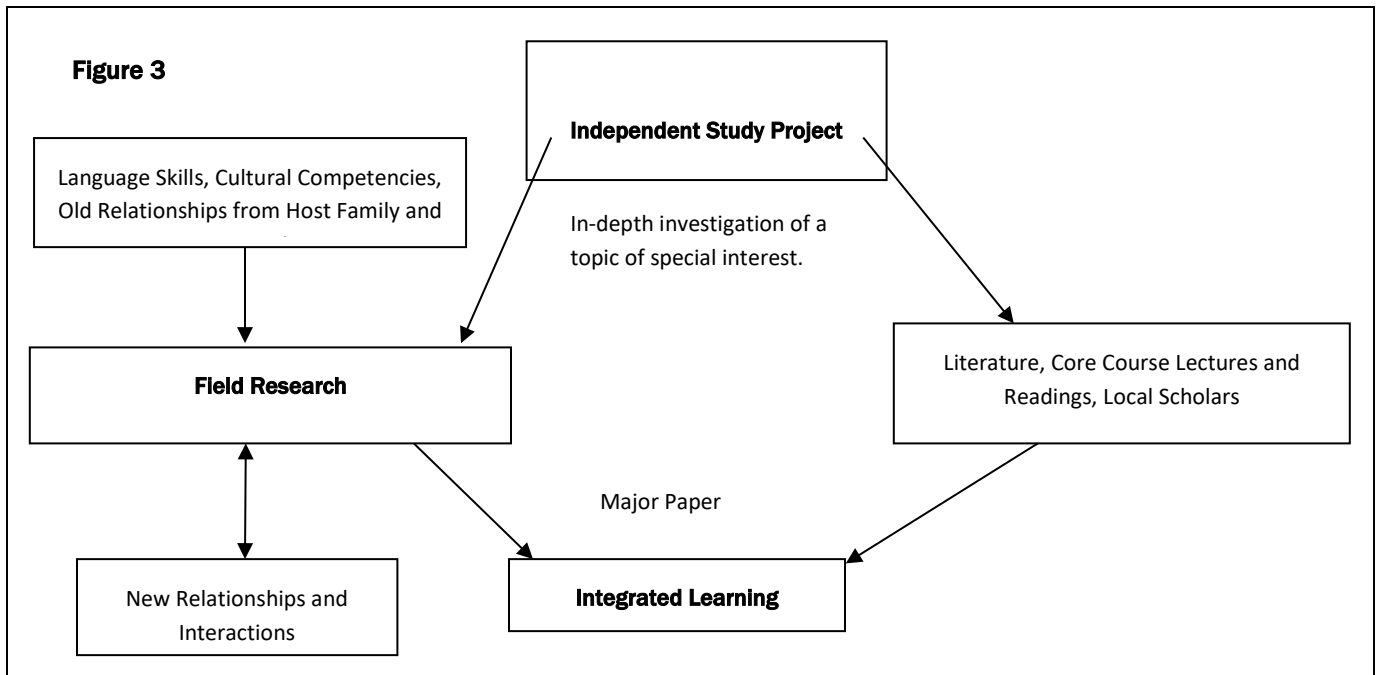 Figure 3
Independent Study Project
Language Skills, Cultural Competencies,
Old Relationships from Host Family and
In-depth investigation of a
topic of special interest.
Field Research
Literature, Core Course Lectures and
Readings, Local Scholars
Major Paper
New Relationships and
Interactions
Integrated Learning